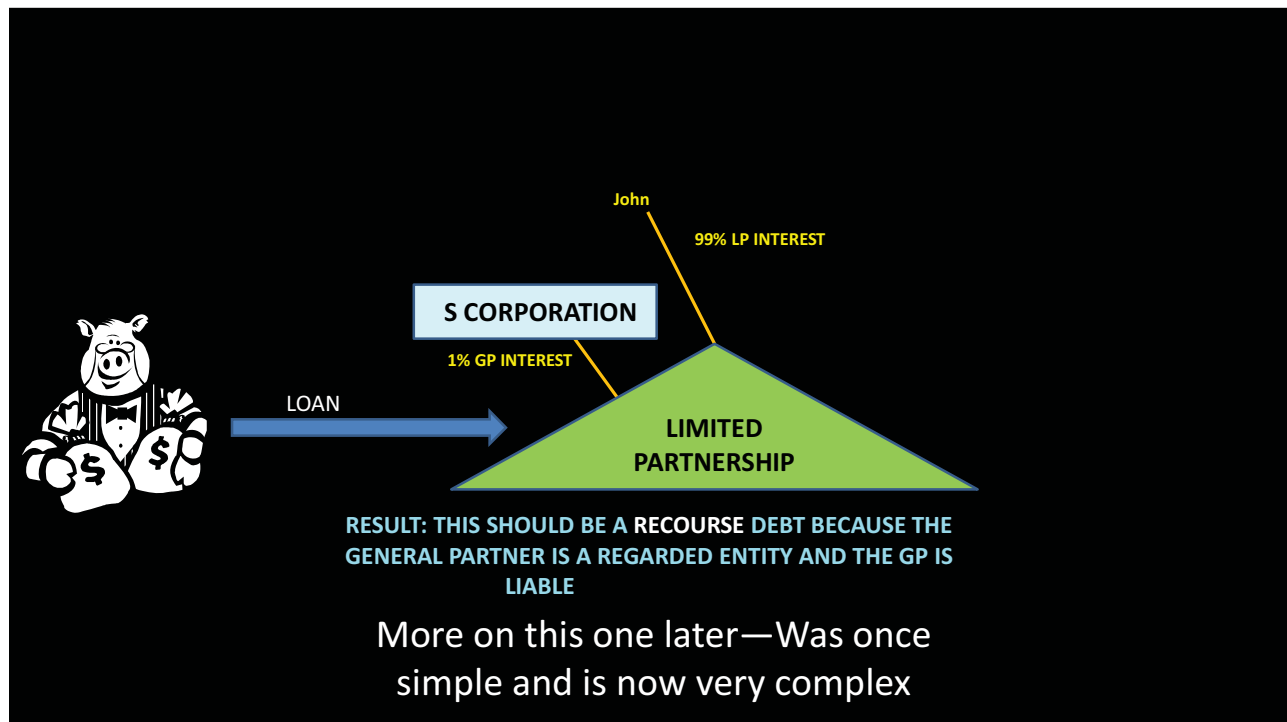 John
99% LP INTEREST
S CORPORATION
1% GP INTEREST
LOAN
LIMITED
PARTNERSHIP
$ $
RESULT: THIS SHOULD BE A RECOURSE DEBT BECAUSE THE
GENERAL PARTNER IS A REGARDED ENTITY AND THE GP IS
LIABLE
More on this one later—Was once
simple and is now very complex